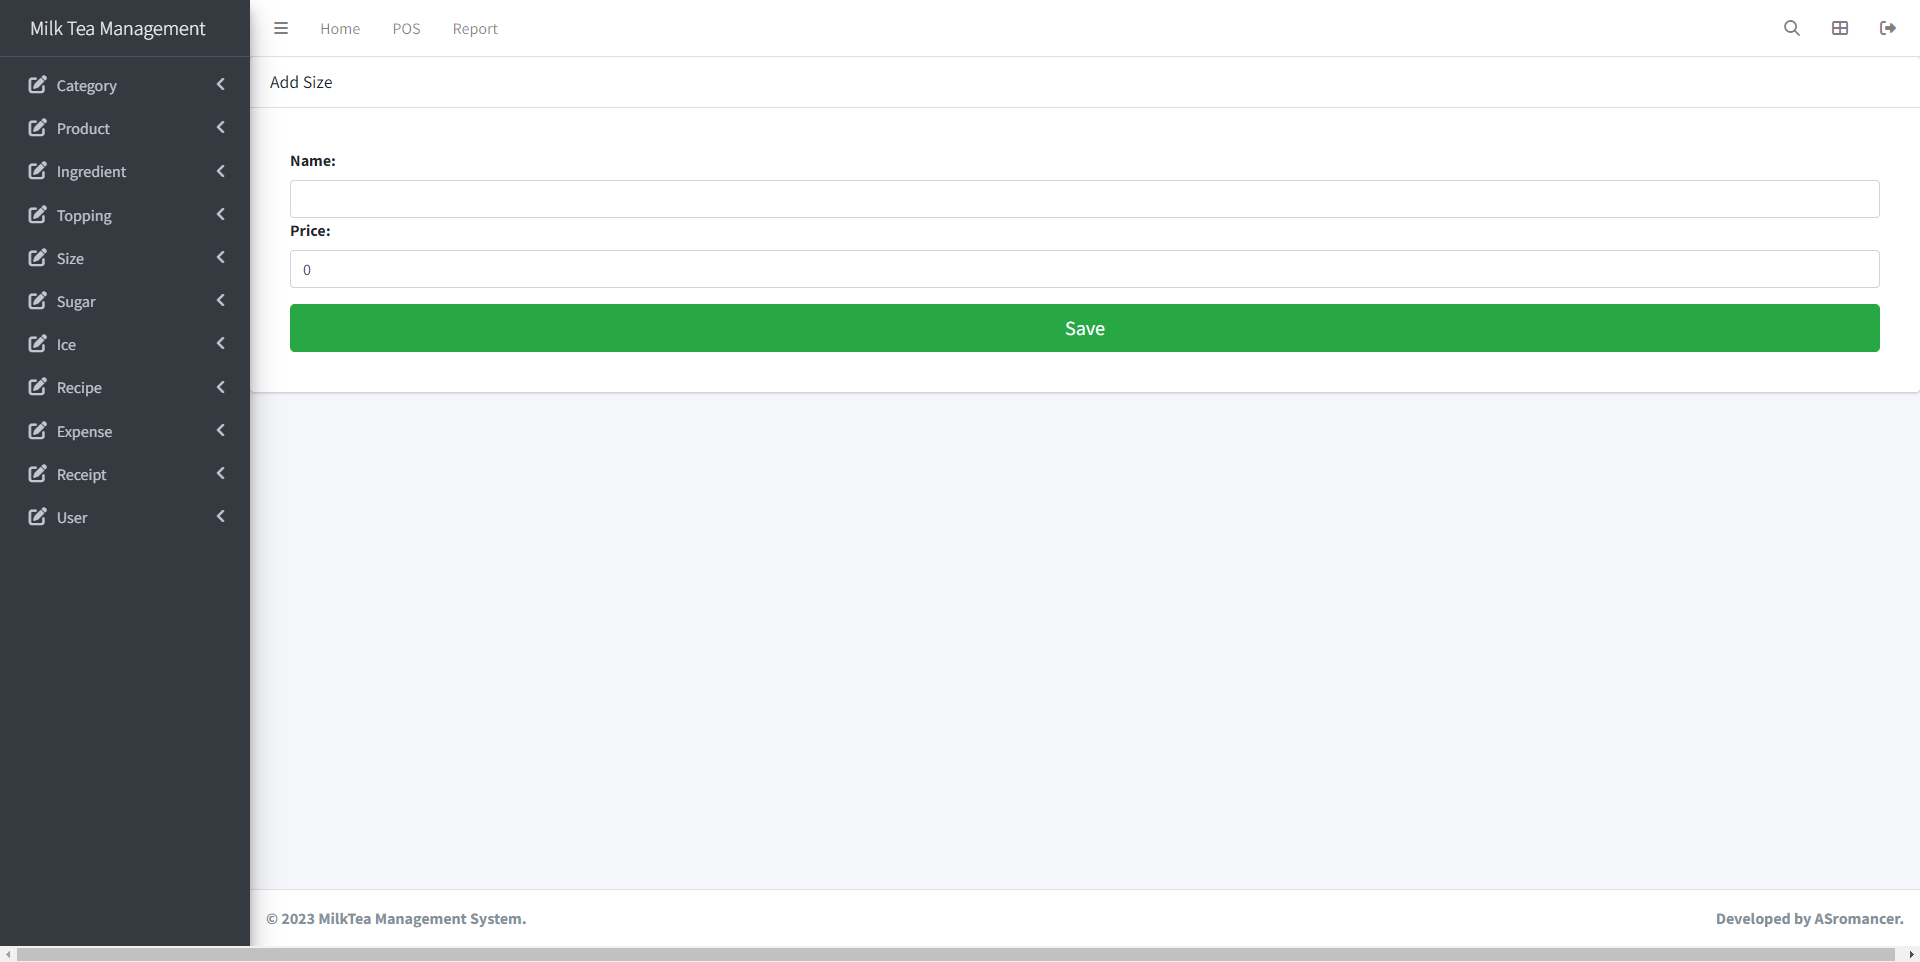 Milk Tea Management
Home
POS
Report
Category
Product
Ingredient
Topping
Size
Sugar
Ice
Recipe
Expense
Receipt
User
Add Size
Name:
Price:
0
Save
© 2023 MilkTea Management System.
Developed by ASromancer.